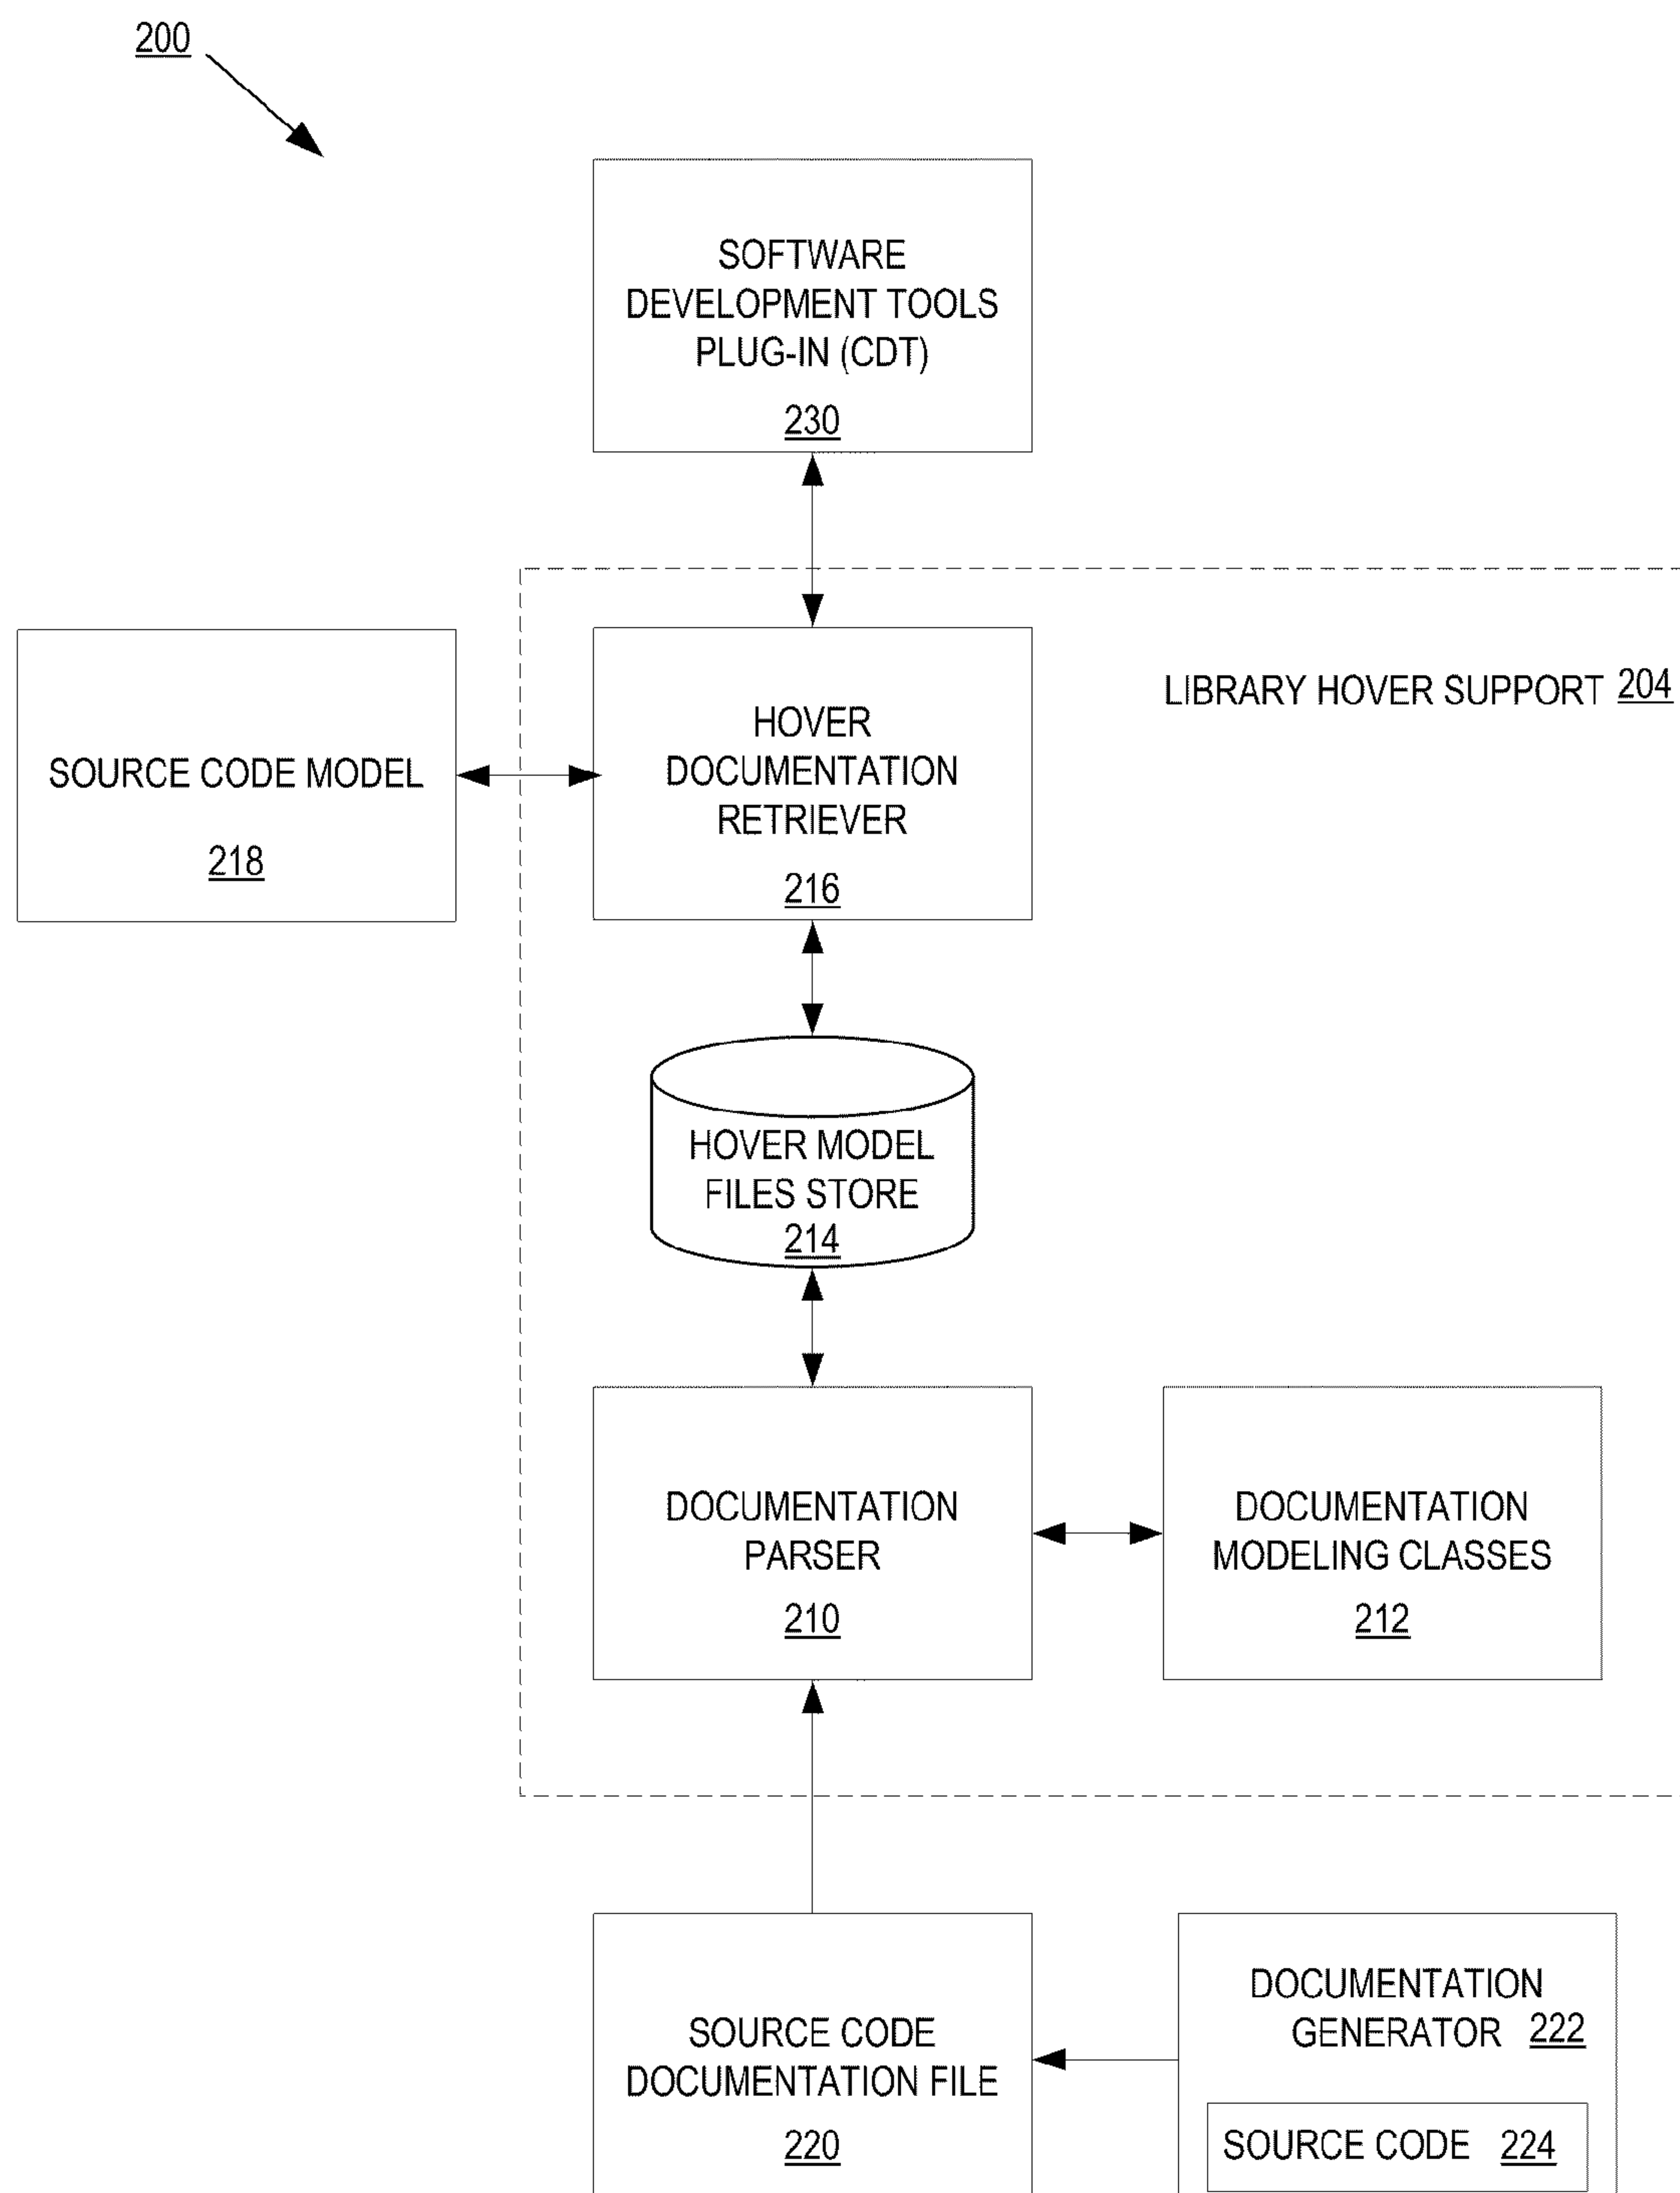 200
SOFTWARE
DEVELOPMENT TOOLS
PLUG-IN (CDT)
230
LIBRARY HOVER SUPPORT 204
SOURCE CODE MODEL
218
HOVER
DOCUMENTATION
RETRIEVER
216
HOVER MODEL
FILES STORE
214
DOCUMENTATION
PARSER
210
DOCUMENTATION
MODELING CLASSES
212
SOURCE CODE
DOCUMENTATION FILE
220
DOCUMENTATION
GENERATOR 222
SOURCE CODE 224